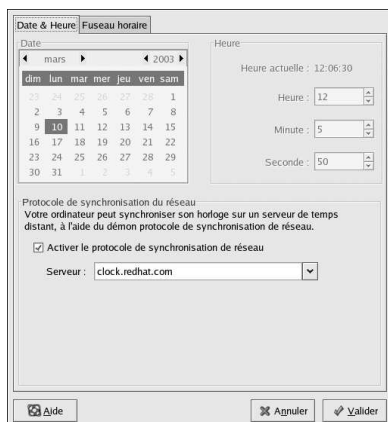 Date & Heure Fuseau horaire
Date
mars 2003
dim lun mar mer jeu ven sam
23 24 25 26 27 28 1
2 3 4 5 6 7 8
9 10 11 12 13 14 15
16 17 18 19 20 21 22
23 24 25 26 27 28 29
30 31 1 2 3 4 5
Heure
Heure actuelle : 12:06:30
Heure : 12
Minute : 5
Seconde : 50
Protocole de synchronisation du réseau
Votre ordinateur peut synchroniser son horloge sur un serveur de temps
distant, à l'aide du démon protocole de synchronisation de réseau.
Activer le protocole de synchronisation de réseau
Serveur : clock.redhat.com
Aide
Annuler
Valider